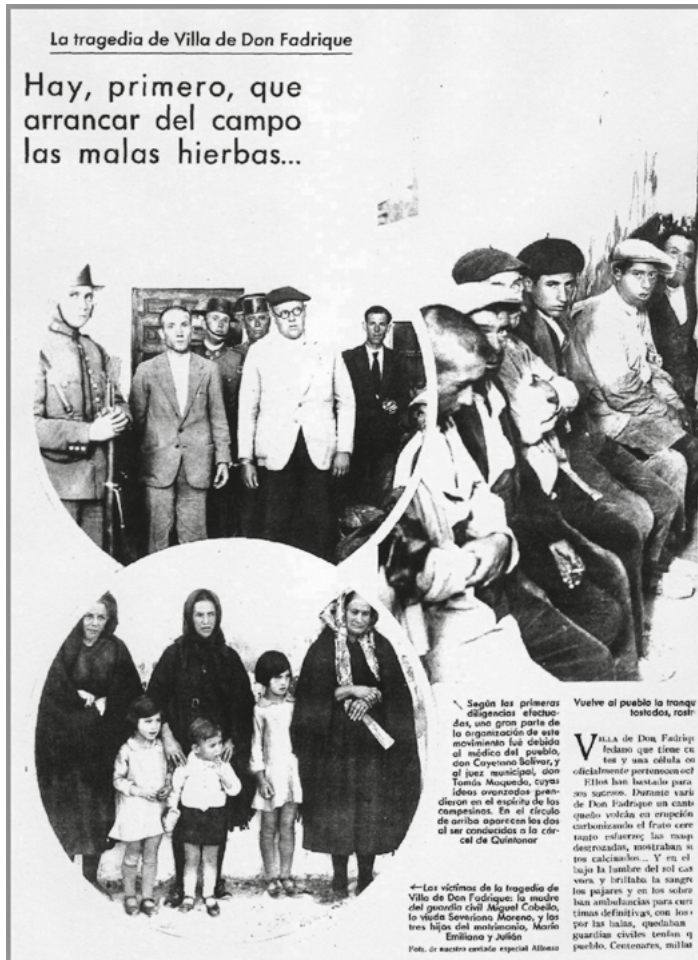 La tragedia de Villa de Don Fadrique
Hay, primero, que
arrancar del campo
las malas hierbas...
Según las primeras
diligencias efectua-
das, una gran parte de
la organización de este
movimiento fué debida
al médico del pueblo,
don Cayetano Bolívar, y
al juez municipal, don
Tomás Maqueda, cuyas
ideas avanzadas pren-
dieron en el espíritu de los
campesinos. En el círculo
de arriba aparecen los dos
al ser conducidos a la cár-
cel de Quintanar
←Las víctimas de la tragedia de
Villa de Don Fadrique: la madre
del guardia civil Miguel Cabello,
la viuda Severiana Moreno, y los
tres hijos del matrimonio, María
Emiliana y Julián
Fots. de nuestro enviado especial Alfonso
Vuelve al pueblo la tranqu
tostados, rostr
VILLA de Don Fadriqu
ledano que tiene cu
tes y una célula co
oficialmente pertenecen och
Ellos han bastado para
sos sucesos. Durante vari
de Don Fadrique un cant
queño volcán en erupción
carbonizando el fruto cere
tanto esfuerzo; las maqu
destrozadas, mostraban s
tos calcinados... Y en el
bajo la lumbre del sol cas
vora y brillaba la sangre
los pajares y en los sobre
ban ambulancias para cur
timas definitivas, con los
por las balas, quedaban
guardias civiles tenían q
pueblo. Centenares, millas